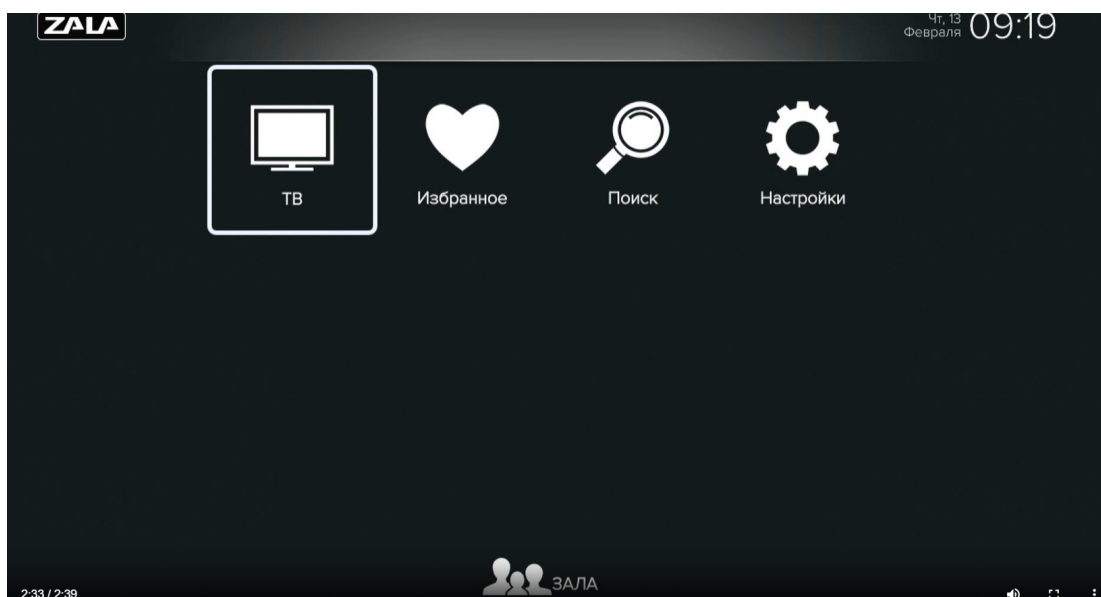 ZALA
Чт, 13
Февраля
09:19
ТВ
Избранное
Поиск
Настройки
ЗАЛА
2:33 / 2:39